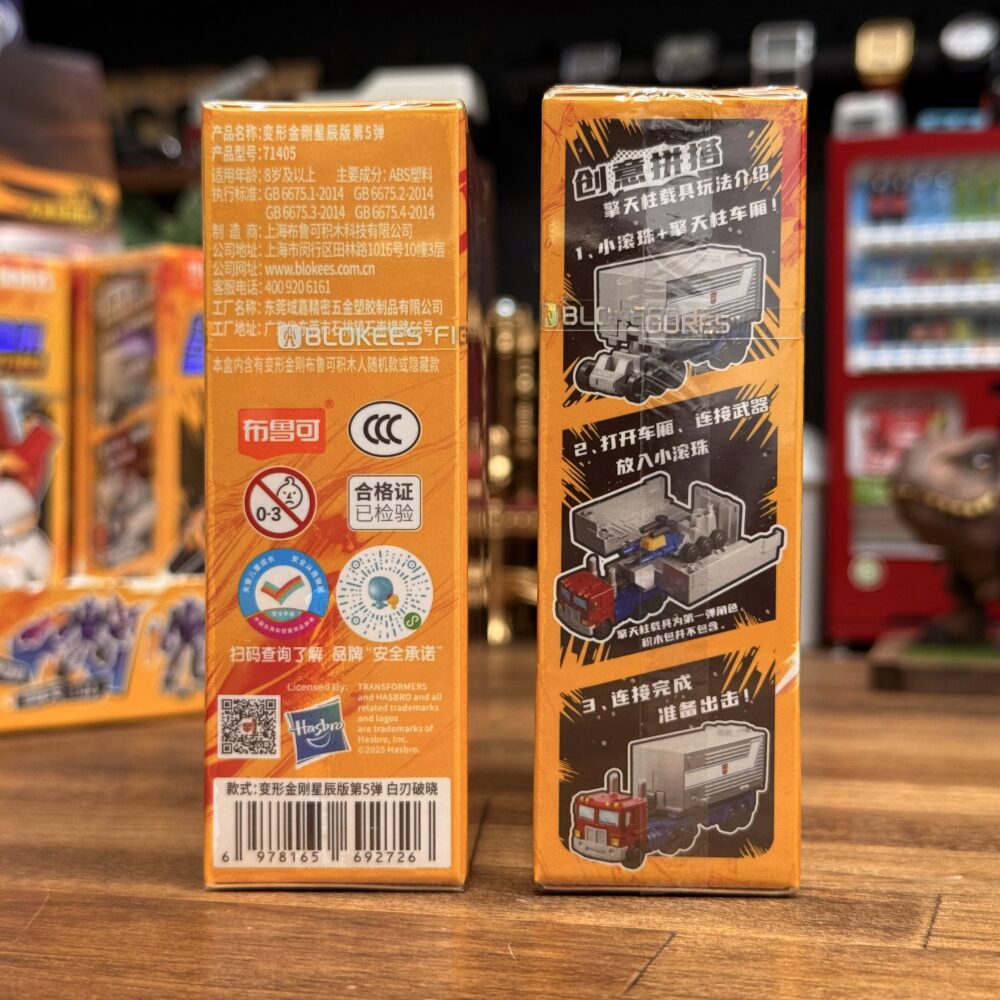 产品名称:变形金刚星辰版第5弹
产品型号:71405
适用年龄: 8岁及以上 主要成分: ABS塑料
执行标准: GB 6675.1-2014 GB 6675.2-2014
GB 6675.3-2014 GB 6675.4-2014
制 造 商: 上海布鲁可积木科技有限公司
公司地址: 上海市闵行区田林路1016号10幢3层
公司网址: www.blokees.com.cn
客服电话: 400 920 6161
工厂名称: 东莞域嘉精密五金塑胶制品有限公司
工厂地址:
BLOKEES FIG
本盒内含有变形金刚布鲁可积木人随机款或隐藏款
布鲁可®
CCC
0-3
合格证
已检验
扫码查询了解 品牌“安全承诺”
Licensed By:
Hasbro
TRANSFORMERS
and HASBRO and all
related trademarks
and logos
are trademarks of
Hasbro, Inc.
©2025 Hasbro.
款式:变形金刚星辰版第5弹 白刃破晓
6 978165 692726
创意拼搭
擎天柱载具玩法介绍
1、小滚珠+擎天柱车厢!
BLOKEES FIGURES
2、打开车厢、连接武器
放入小滚珠
擎天柱载具为第一弹角色
积木包并不包含。
3、连接完成
准备出击!